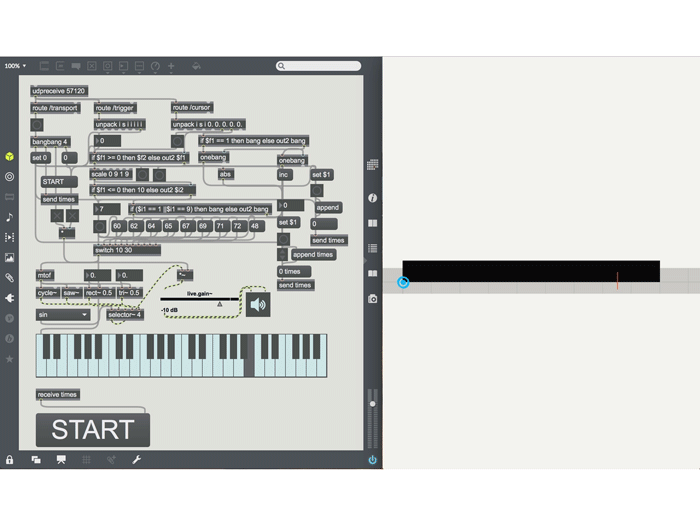 100%
udpreceive 57120
route /transport route /trigger route /cursor
unpack i s i i i i i unpack i s i 0. 0. 0. 0.
bangbang 4 0 if $f1 == 1 then bang else out2 bang
set 0 0 if $f1 >= 0 then $f2 else out2 $f1 onebang onebang
scale 0 9 1 9 abs inc set $1
START if $f1 <= 0 then 10 else out2 $i2
send times 7 if ($i1 == 1 ||$i1 == 9) then bang else out2 bang 0 append
60 62 64 65 67 69 71 72 48 set $1 0
send times
switch 10 30 append times
0 times
mtof 0. 0. *~ send times
cycle~ saw~ rect~ 0.5 tri~ 0.5
live.gain~
sin selector~ 4 -10 dB
receive times
START